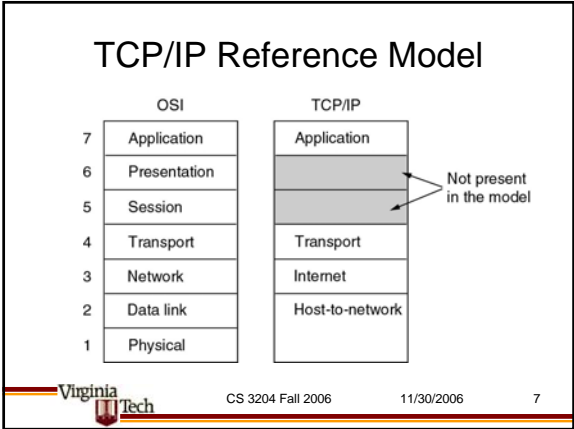 TCP/IP Reference Model
OSI TCP/IP
7 Application Application
6 Presentation
Not present
in the model
5 Session
4 Transport Transport
3 Network Internet
2 Data link Host-to-network
1 Physical
Virginia Tech CS 3204 Fall 2006 11/30/2006 7